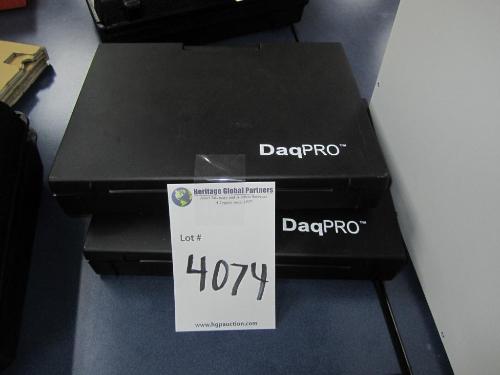 DaqPRO™
DaqPRO™
Heritage Global Partners
Lot #
4074
www.hgpauction.com